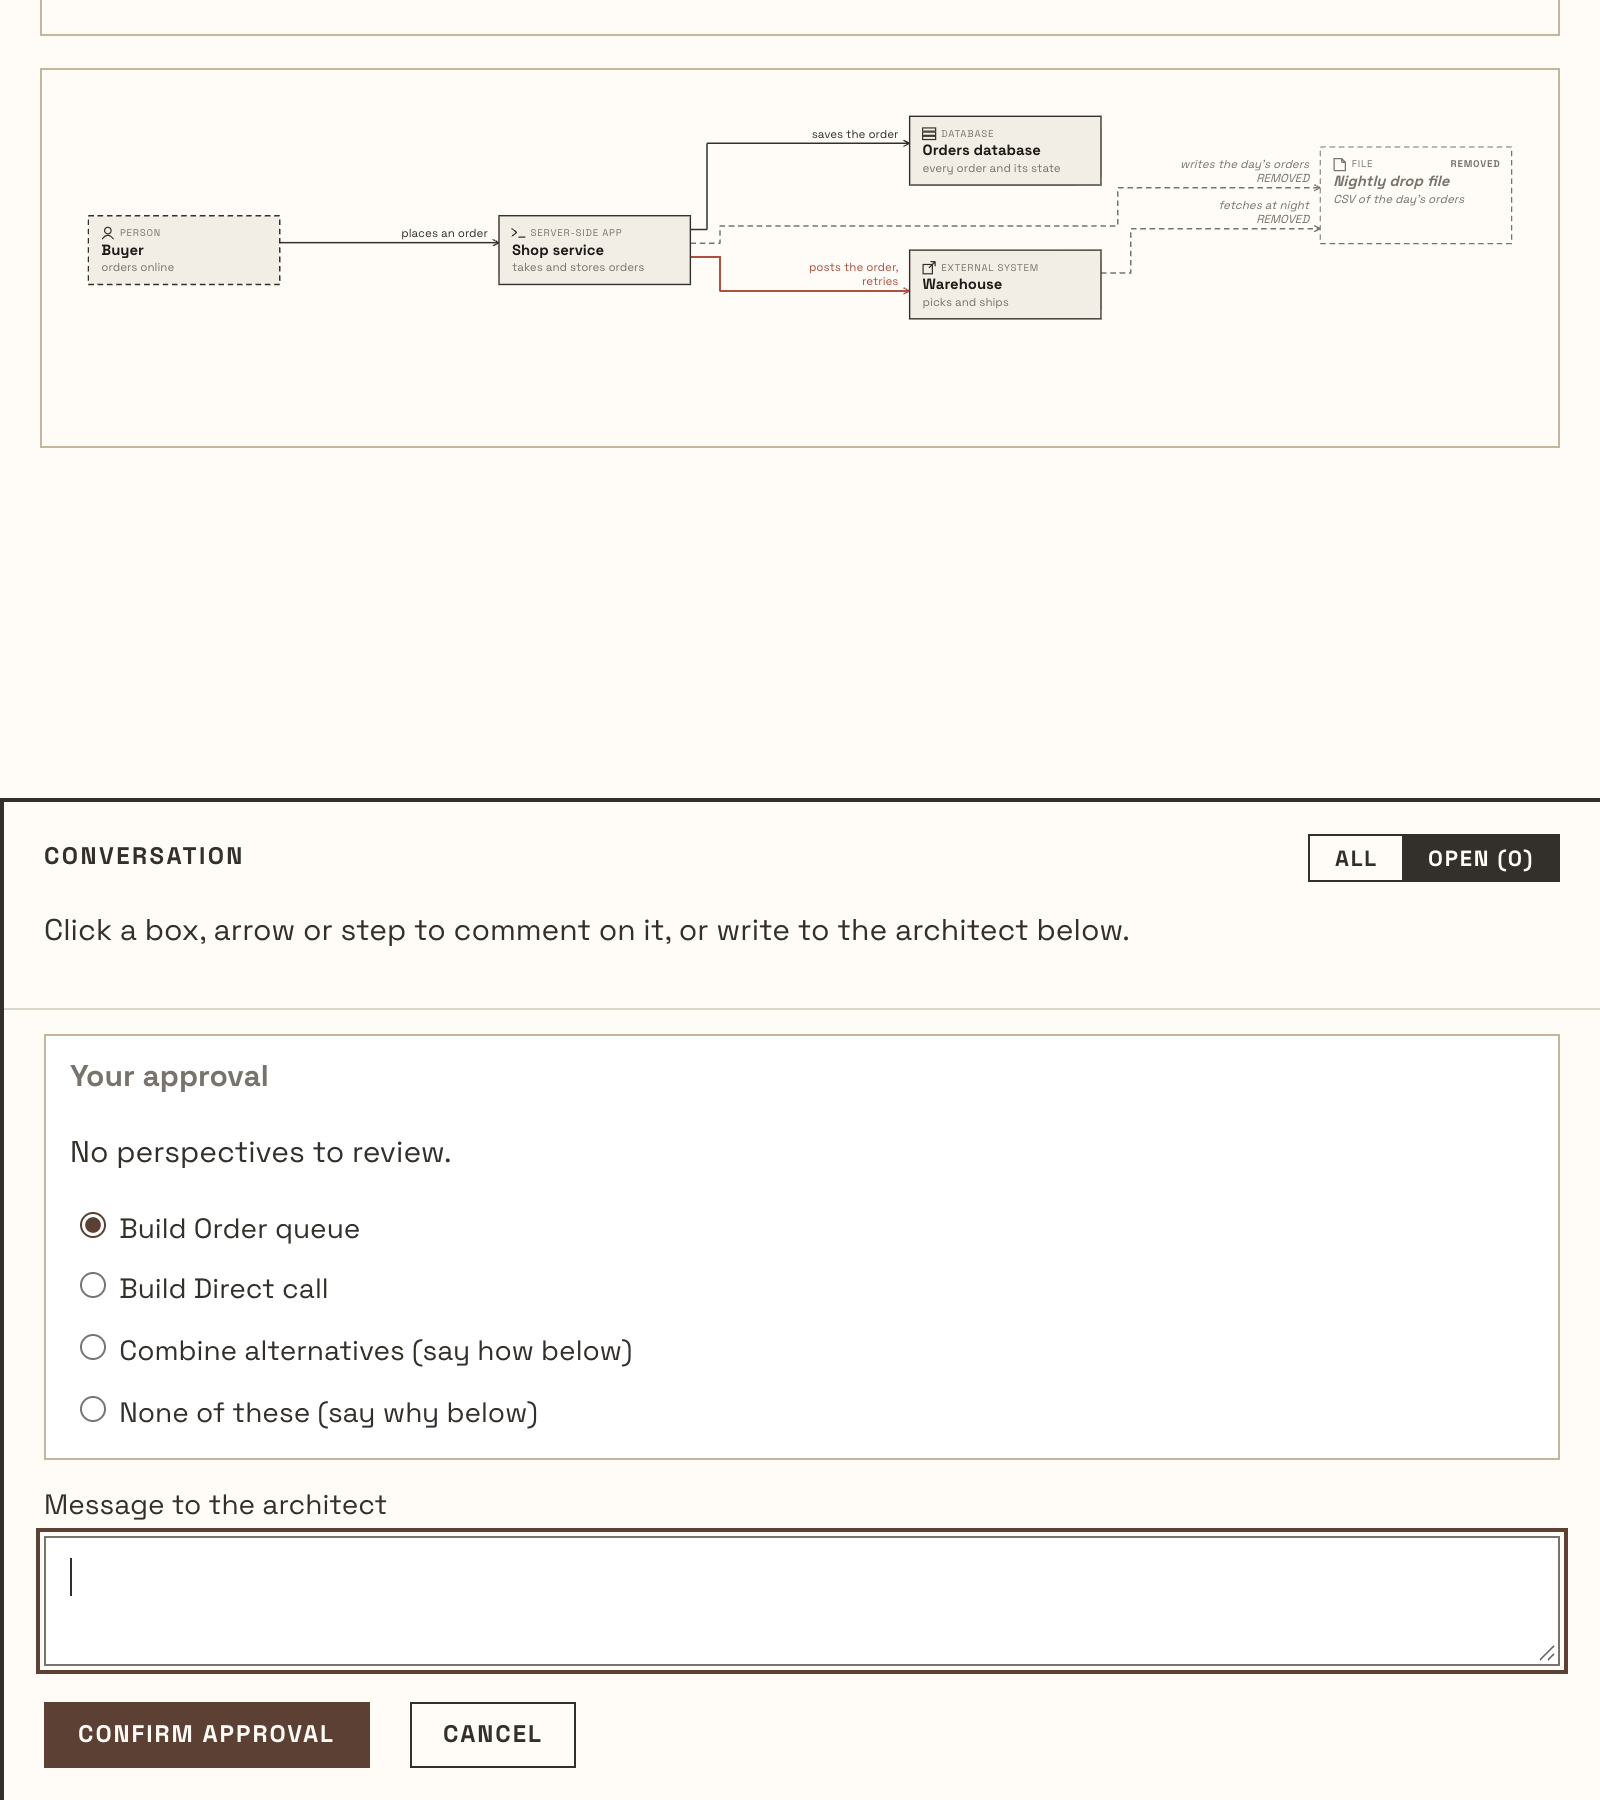 saves the order
DATABASE
Orders database
every order and its state
writes the day's orders
REMOVED
FILE
REMOVED
Nightly drop file
CSV of the day's orders
fetches at night
REMOVED
PERSON
Buyer
orders online
places an order
SERVER-SIDE APP
Shop service
takes and stores orders
posts the order,
retries
EXTERNAL SYSTEM
Warehouse
picks and ships
CONVERSATION
ALL
OPEN (0)
Click a box, arrow or step to comment on it, or write to the architect below.
Your approval
No perspectives to review.
Build Order queue
Build Direct call
Combine alternatives (say how below)
None of these (say why below)
Message to the architect
CONFIRM APPROVAL
CANCEL